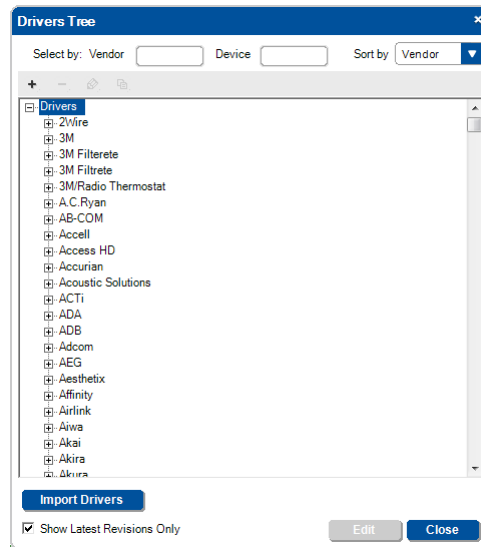 Drivers Tree
Select by: Vendor Device Sort by Vendor
Drivers
2Wire
3M
3M Filterete
3M Filtrete
3M/Radio Thermostat
A.C.Ryan
AB-COM
Accell
Access HD
Accurian
Acoustic Solutions
ACTi
ADA
ADB
Adcom
AEG
Aesthetix
Affinity
Airlink
Aiwa
Akai
Akira
Akura
Import Drivers
Show Latest Revisions Only Edit Close